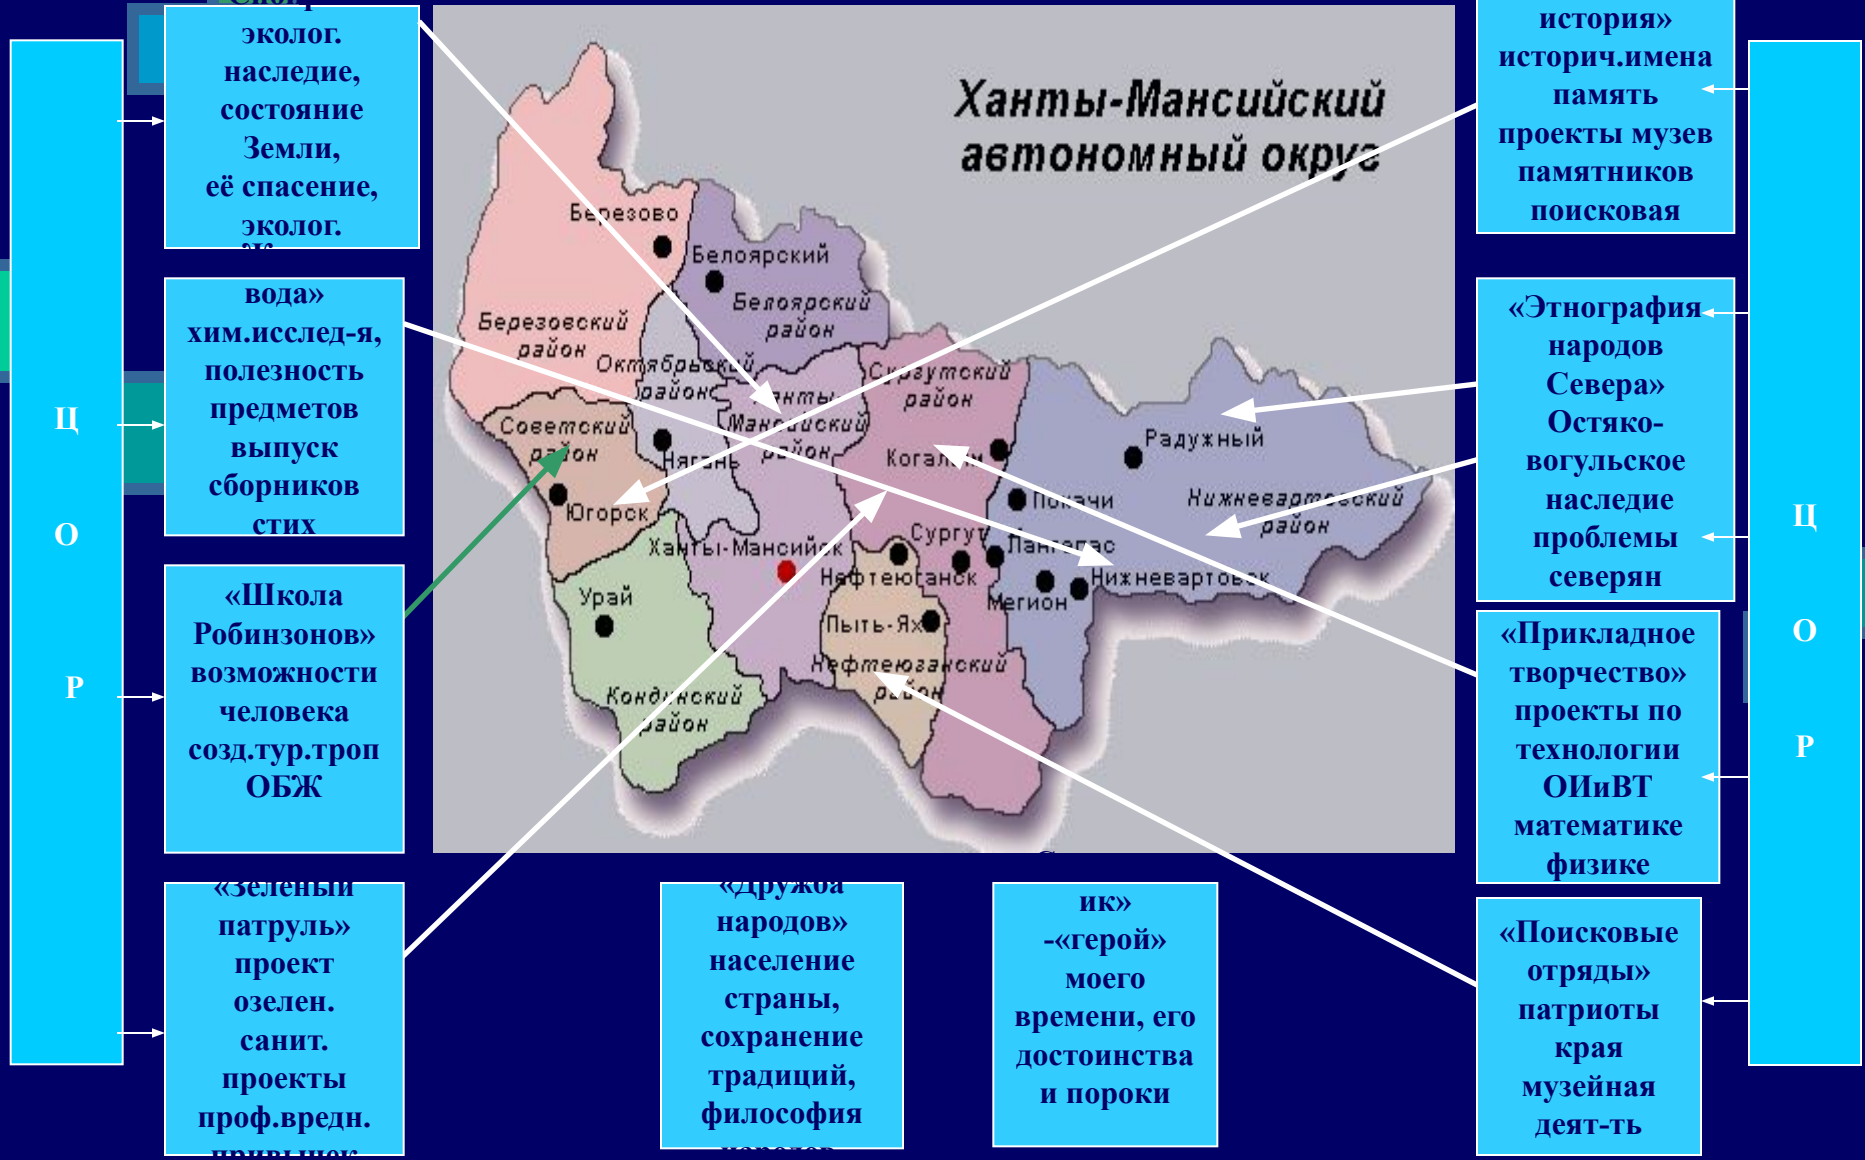 Ц
О
Р
эколог.
наследие,
состояние
Земли,
её спасение,
эколог.
вода»
хим.исслед-я,
полезность
предметов
выпуск
сборников
стих
«Школа
Робинзонов»
возможности
человека
созд.тур.троп
ОБЖ
«Зеленый
патруль»
проект
озелен.
санит.
проекты
проф.вредн.
привычек
Ханты-Мансийский
автономный округ
Березово
Белоярский
Белоярский
район
Березовский
район
Октябрьский
район
Сургутский
район
Ханты-
Мансийский
район
Советский
район
Нягань
Когалым
Радужный
Югорск
Покачи
Нижневартовский
район
Ханты-Мансийск
Сургут
Лангепас
Нефтеюганск
Нижневартовск
Мегион
Урай
Пыть-Ях
Нефтеюганский
район
Кондинский
район
«Дружба
народов»
население
страны,
сохранение
традиций,
философия
народов
ик»
-«герой»
моего
времени, его
достоинства
и пороки
история»
историч.имена
память
проекты музев
памятников
поисковая
«Этнография
народов
Севера»
Остяко-
вогульское
наследие
проблемы
северян
«Прикладное
творчество»
проекты по
технологии
ОИиВТ
математике
физике
«Поисковые
отряды»
патриоты
края
музейная
деят-ть
Ц
О
Р